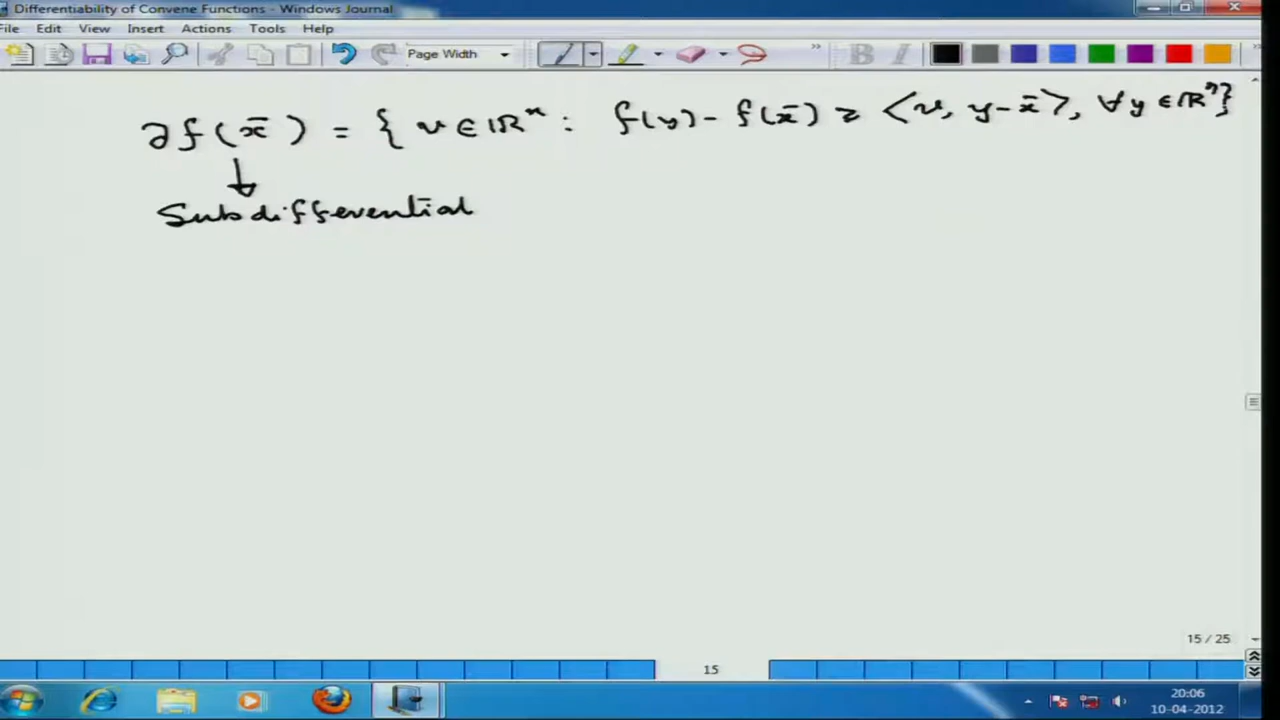 Differentiability of Convene Functions - Windows Journal
File Edit View Insert Actions Tools Help
Page Width B I
∂f(x̄) = { v ∈ ℝⁿ : f(y) - f(x̄) ≥ ⟨v, y - x̄⟩, ∀y ∈ ℝⁿ}
↓
Subdifferential
15 / 25
15
20:06
10-04-2012